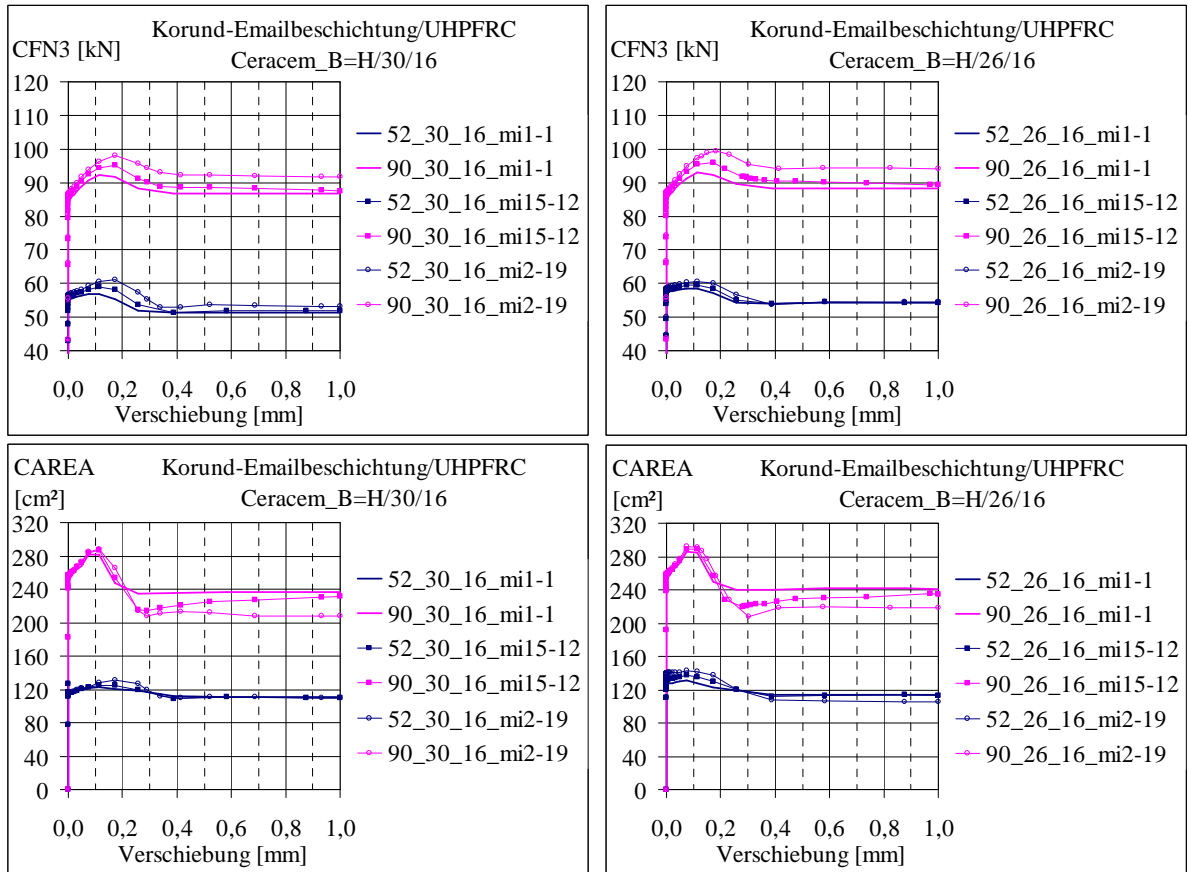 Korund-Emailbeschichtung/UHPFRC
CFN3 [kN]
Ceracem_B=H/30/16
120
110
100
90
80
70
60
50
40
0,0 0,2 0,4 0,6 0,8 1,0
Verschiebung [mm]
52_30_16_mi1-1
90_30_16_mi1-1
52_30_16_mi15-12
90_30_16_mi15-12
52_30_16_mi2-19
90_30_16_mi2-19
Korund-Emailbeschichtung/UHPFRC
CFN3 [kN]
Ceracem_B=H/26/16
120
110
100
90
80
70
60
50
40
0,0 0,2 0,4 0,6 0,8 1,0
Verschiebung [mm]
52_26_16_mi1-1
90_26_16_mi1-1
52_26_16_mi15-12
90_26_16_mi15-12
52_26_16_mi2-19
90_26_16_mi2-19
CAREA Korund-Emailbeschichtung/UHPFRC
[cm²] Ceracem_B=H/30/16
320
280
240
200
160
120
80
40
0
0,0 0,2 0,4 0,6 0,8 1,0
Verschiebung [mm]
52_30_16_mi1-1
90_30_16_mi1-1
52_30_16_mi15-12
90_30_16_mi15-12
52_30_16_mi2-19
90_30_16_mi2-19
CAREA Korund-Emailbeschichtung/UHPFRC
[cm²] Ceracem_B=H/26/16
320
280
240
200
160
120
80
40
0
0,0 0,2 0,4 0,6 0,8 1,0
Verschiebung [mm]
52_26_16_mi1-1
90_26_16_mi1-1
52_26_16_mi15-12
90_26_16_mi15-12
52_26_16_mi2-19
90_26_16_mi2-19